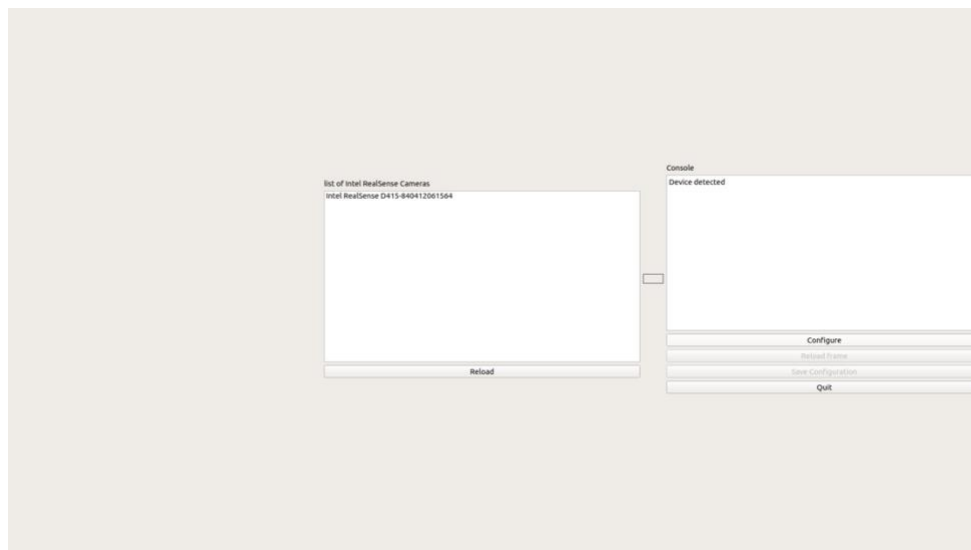 list of Intel RealSense Cameras
Intel RealSense D415-840412061564
Reload
Console
Device detected
Configure
Reload Frame
Save Configuration
Quit